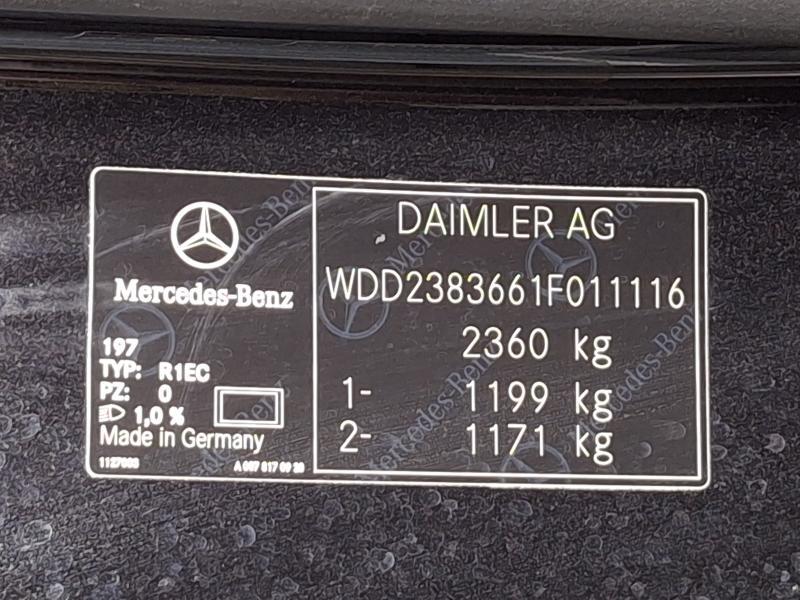 Mercedes-Benz
197
TYP: R1EC
PZ: 0
1,0 %
Made in Germany
DAIMLER AG
WDD2383661F011116
2360 kg
1- 1199 kg
2- 1171 kg